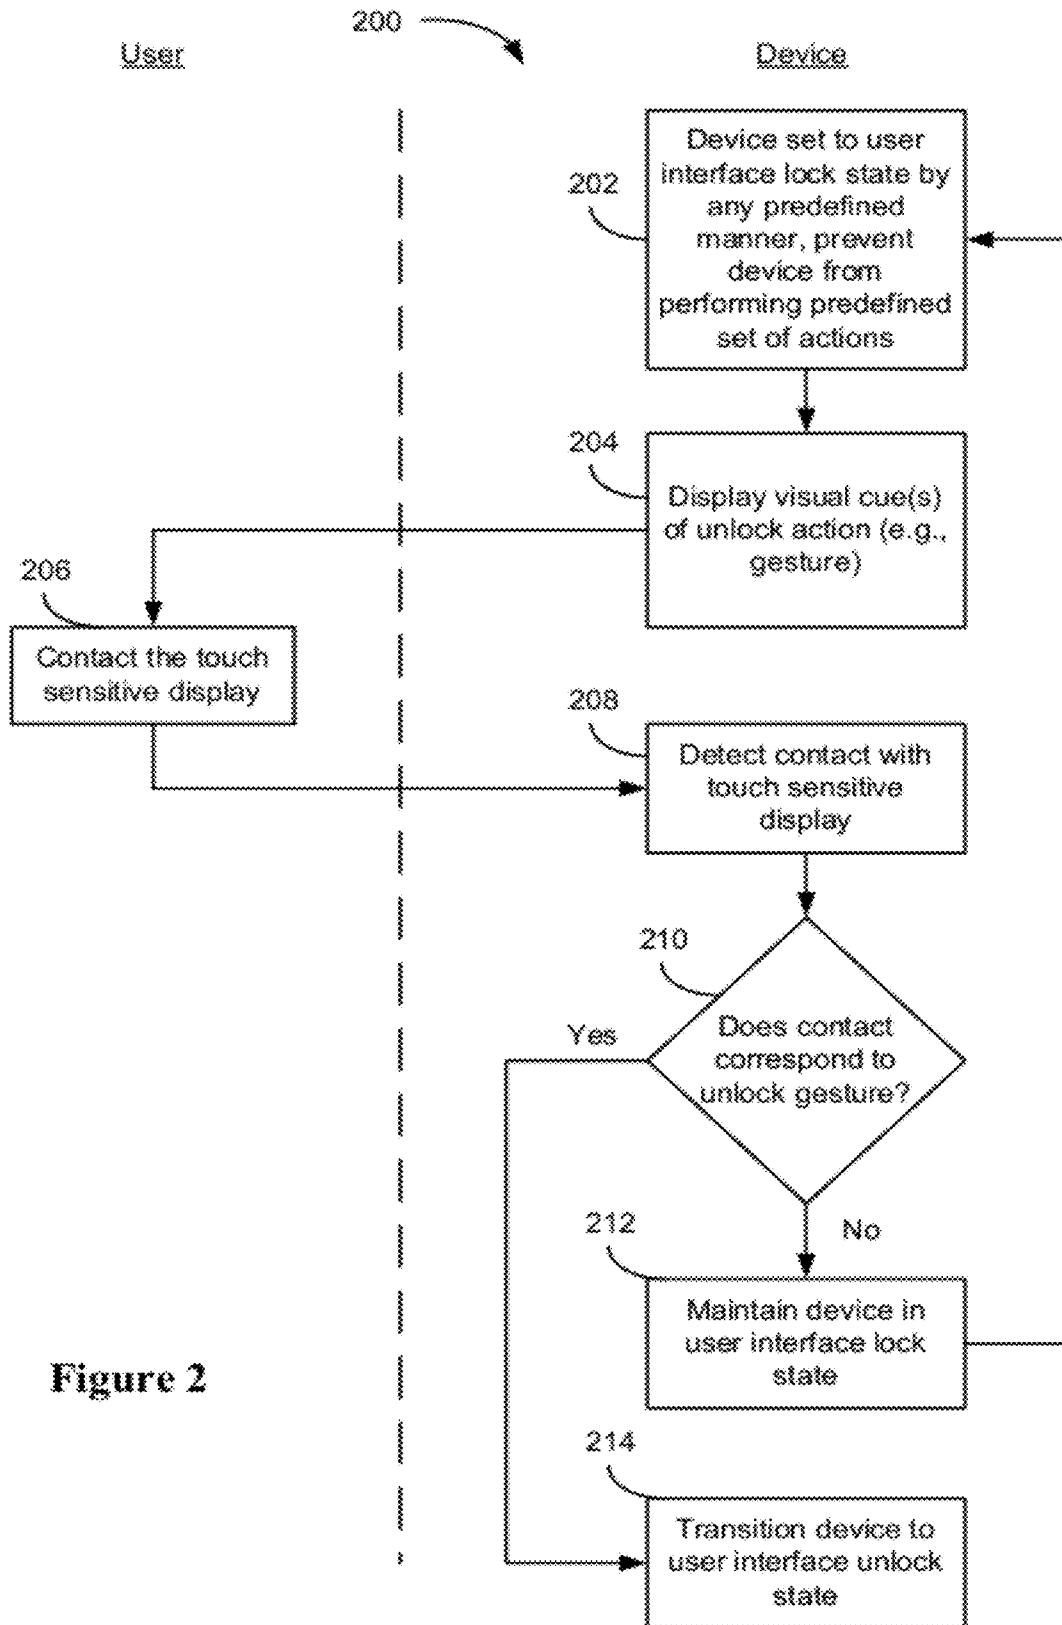 200
User
Device
202
Device set to user
interface lock state by
any predefined
manner, prevent
device from
performing predefined
set of actions
204
Display visual cue(s)
of unlock action (e.g.,
gesture)
206
Contact the touch
sensitive display
208
Detect contact with
touch sensitive
display
210
Does contact
correspond to
unlock gesture?
Yes
No
212
Maintain device in
user interface lock
state
Figure 2
214
Transition device to
user interface unlock
state